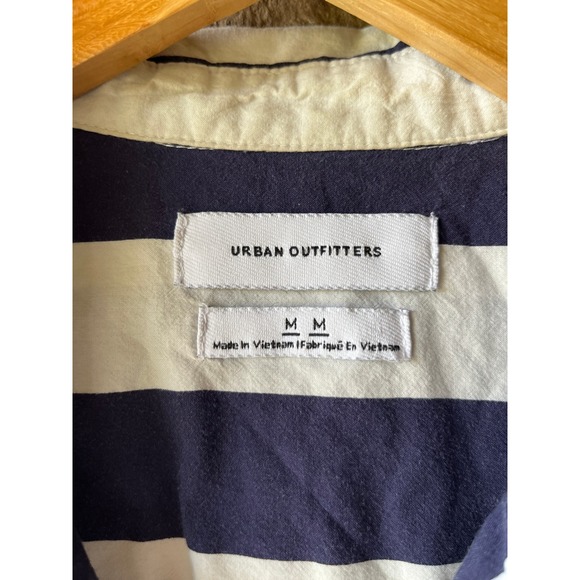 URBAN OUTFITTERS
M M
Made In Vietnam | Fabriqué En Vietnam